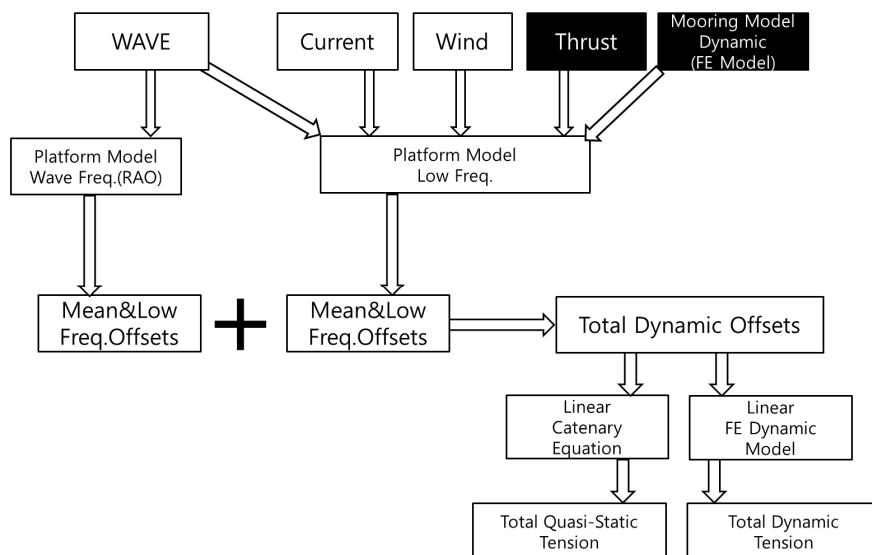 WAVE
Current
Wind
Thrust
Mooring Model
Dynamic
(FE Model)
Platform Model
Wave Freq.(RAO)
Platform Model
Low Freq.
Mean&Low
Freq.Offsets
+
Mean&Low
Freq.Offsets
Total Dynamic Offsets
Linear
Catenary
Equation
Linear
FE Dynamic
Model
Total Quasi-Static
Tension
Total Dynamic
Tension